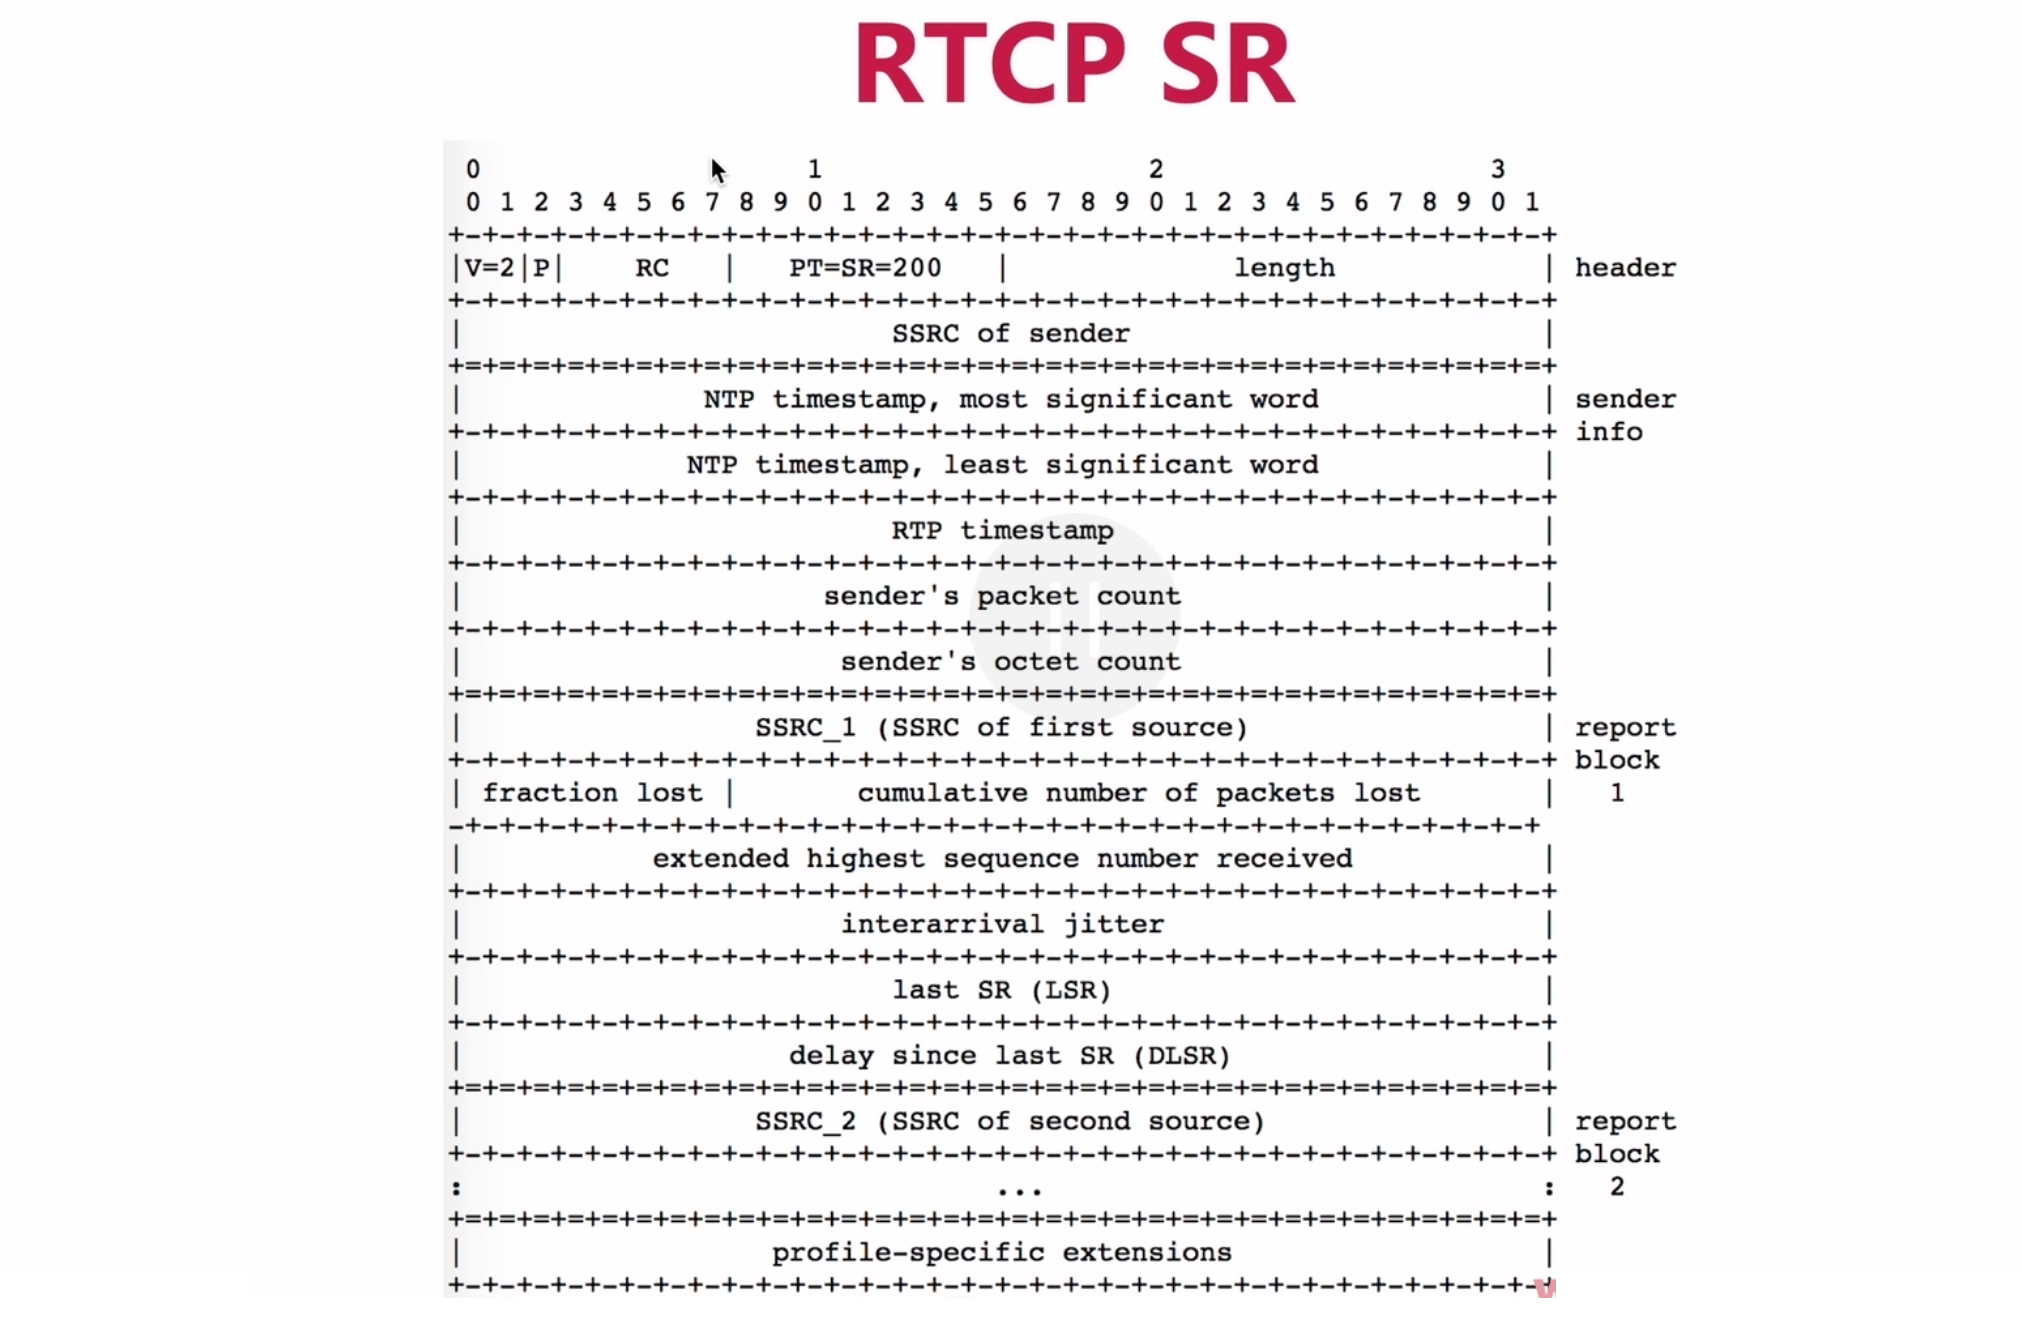 RTCP SR
0                   1                   2                   3
0 1 2 3 4 5 6 7 8 9 0 1 2 3 4 5 6 7 8 9 0 1 2 3 4 5 6 7 8 9 0 1
+-+-+-+-+-+-+-+-+-+-+-+-+-+-+-+-+-+-+-+-+-+-+-+-+-+-+-+-+-+-+-+-+
|V=2|P|    RC   |   PT=SR=200   |             length            | header
+-+-+-+-+-+-+-+-+-+-+-+-+-+-+-+-+-+-+-+-+-+-+-+-+-+-+-+-+-+-+-+-+
|                         SSRC of sender                        |
+=+=+=+=+=+=+=+=+=+=+=+=+=+=+=+=+=+=+=+=+=+=+=+=+=+=+=+=+=+=+=+=+
|              NTP timestamp, most significant word             | sender
+-+-+-+-+-+-+-+-+-+-+-+-+-+-+-+-+-+-+-+-+-+-+-+-+-+-+-+-+-+-+-+-+ info
|             NTP timestamp, least significant word             |
+-+-+-+-+-+-+-+-+-+-+-+-+-+-+-+-+-+-+-+-+-+-+-+-+-+-+-+-+-+-+-+-+
|                         RTP timestamp                         |
+-+-+-+-+-+-+-+-+-+-+-+-+-+-+-+-+-+-+-+-+-+-+-+-+-+-+-+-+-+-+-+-+
|                     sender's packet count                     |
+-+-+-+-+-+-+-+-+-+-+-+-+-+-+-+-+-+-+-+-+-+-+-+-+-+-+-+-+-+-+-+-+
|                      sender's octet count                     |
+=+=+=+=+=+=+=+=+=+=+=+=+=+=+=+=+=+=+=+=+=+=+=+=+=+=+=+=+=+=+=+=+
|                 SSRC_1 (SSRC of first source)                 | report
+-+-+-+-+-+-+-+-+-+-+-+-+-+-+-+-+-+-+-+-+-+-+-+-+-+-+-+-+-+-+-+-+ block
| fraction lost |       cumulative number of packets lost       |   1
-+-+-+-+-+-+-+-+-+-+-+-+-+-+-+-+-+-+-+-+-+-+-+-+-+-+-+-+-+-+-+-+
|           extended highest sequence number received           |
+-+-+-+-+-+-+-+-+-+-+-+-+-+-+-+-+-+-+-+-+-+-+-+-+-+-+-+-+-+-+-+-+
|                      interarrival jitter                      |
+-+-+-+-+-+-+-+-+-+-+-+-+-+-+-+-+-+-+-+-+-+-+-+-+-+-+-+-+-+-+-+-+
|                         last SR (LSR)                         |
+-+-+-+-+-+-+-+-+-+-+-+-+-+-+-+-+-+-+-+-+-+-+-+-+-+-+-+-+-+-+-+-+
|                   delay since last SR (DLSR)                  |
+=+=+=+=+=+=+=+=+=+=+=+=+=+=+=+=+=+=+=+=+=+=+=+=+=+=+=+=+=+=+=+=+
|                 SSRC_2 (SSRC of second source)                | report
+-+-+-+-+-+-+-+-+-+-+-+-+-+-+-+-+-+-+-+-+-+-+-+-+-+-+-+-+-+-+-+-+ block
:                               ...                             :   2
+=+=+=+=+=+=+=+=+=+=+=+=+=+=+=+=+=+=+=+=+=+=+=+=+=+=+=+=+=+=+=+=+
|                  profile-specific extensions                  |
+-+-+-+-+-+-+-+-+-+-+-+-+-+-+-+-+-+-+-+-+-+-+-+-+-+-+-+-+-+-+-+-+